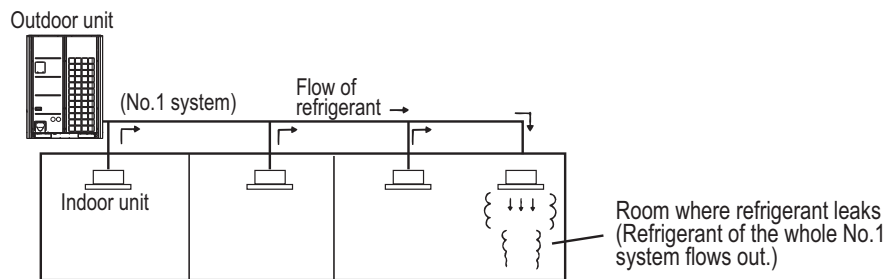 Outdoor unit
(No.1 system)
Flow of
refrigerant
Indoor unit
Room where refrigerant leaks
(Refrigerant of the whole No.1
system flows out.)